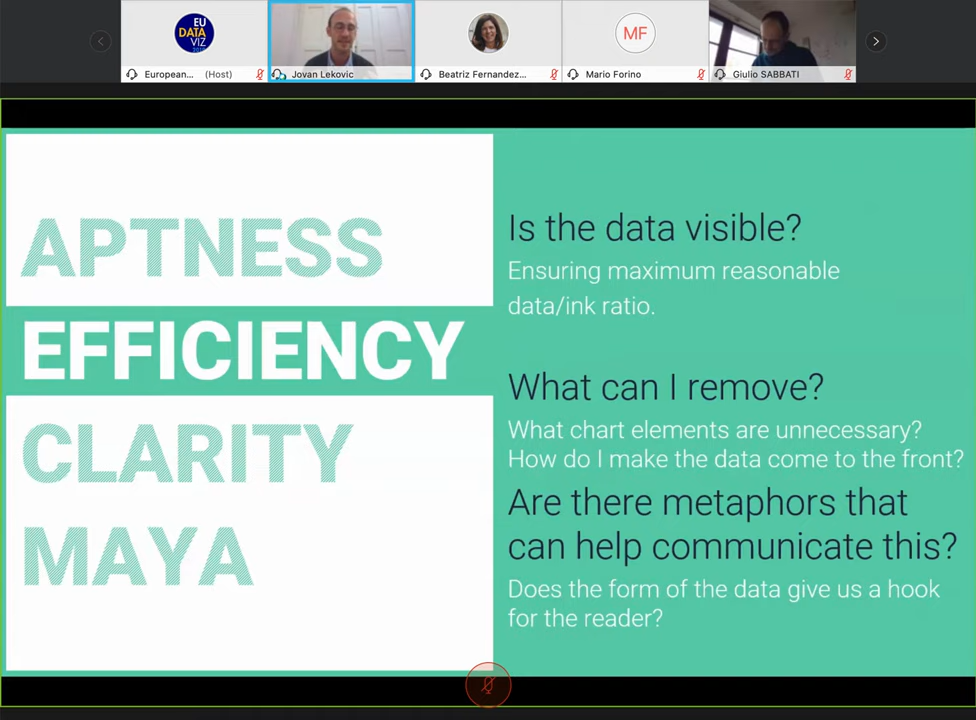 EU
DATA
VIZ
European... (Host)
Jovan Lekovic
Beatriz Fernandez...
MF
Mario Forino
Giulio SABBATI
APTNESS
EFFICIENCY
CLARITY
MAYA
Is the data visible?
Ensuring maximum reasonable
data/ink ratio.
What can I remove?
What chart elements are unnecessary?
How do I make the data come to the front?
Are there metaphors that
can help communicate this?
Does the form of the data give us a hook
for the reader?